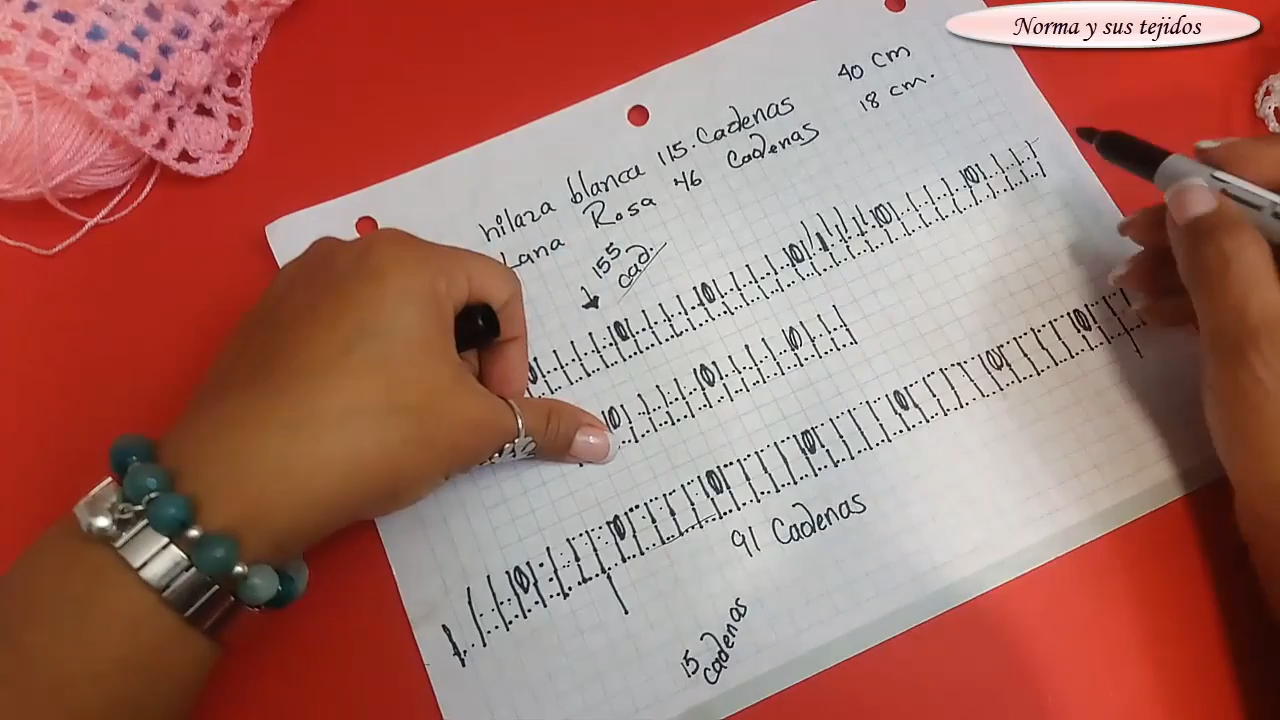 Norma y sus tejidos
40 cm
hilaza blanca 115. Cadenas
18 cm.
Lana Rosa 46 Cadenas
155
cad.
91 Cadenas
15
cadenas